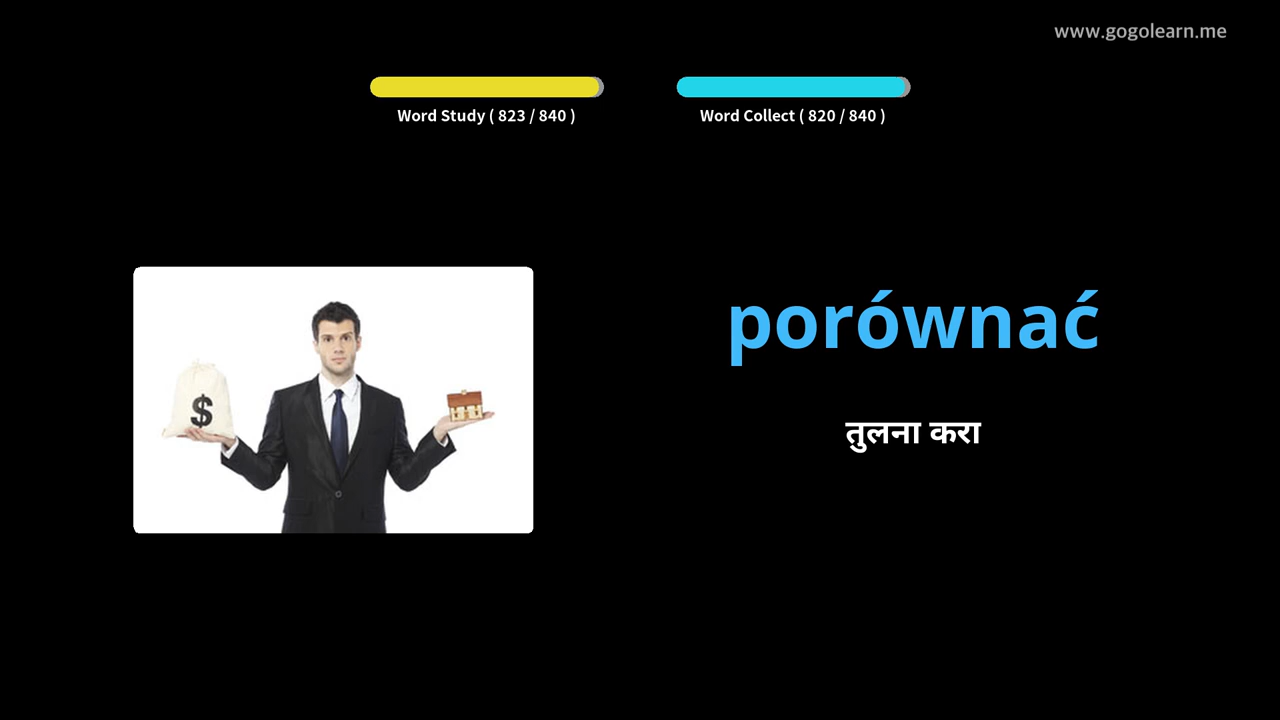 www.gogolearn.me
Word Study ( 823 / 840 )
Word Collect ( 820 / 840 )
$
porównać
तुलना करा